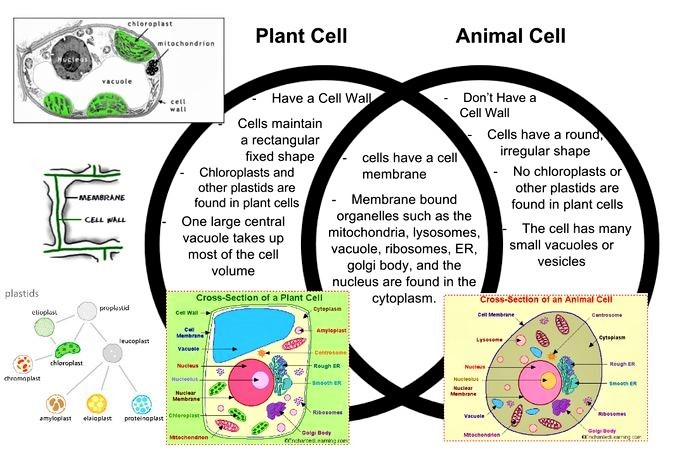 Plant Cell
Animal Cell
chloroplast
mitochondrion
Nucleus
vacuole
cell
wall
MEMBRANE
CELL WALL
plastids
proplastid
etioplast
leucoplast
chloroplast
chromoplast
amyloplast
elaioplast
proteinoplast
- Have a Cell Wall
- Cells maintain
a rectangular
fixed shape
- Chloroplasts and
other plastids are
found in plant cells
- One large central
vacuole takes up
most of the cell
volume
- cells have a cell
membrane
- Membrane bound
organelles such as the
mitochondria, lysosomes,
vacuole, ribosomes, ER,
golgi body, and the
nucleus are found in the
cytoplasm.
- Don't Have a
Cell Wall
- Cells have a round,
irregular shape
- No chloroplasts or
other plastids are
found in plant cells
- The cell has many
small vacuoles or
vesicles
Cross-Section of a Plant Cell
Cell Wall
Cell
Membrane
Vacuole
Nucleus
Nucleolus
Nuclear
Membrane
Chloroplast
Mitochondrion
Cytoplasm
Amyloplast
Centrosome
Rough ER
Smooth ER
Ribosomes
Golgi Body
©EnchantedLearning.com
Cross-Section of an Animal Cell
Cell Membrane
Lysosome
Nucleus
Nucleolus
Nuclear
Membrane
Vacuole
Mitochondrion
Centrosome
Cytoplasm
Rough ER
Smooth ER
Ribosomes
Golgi Body
©EnchantedLearning.com